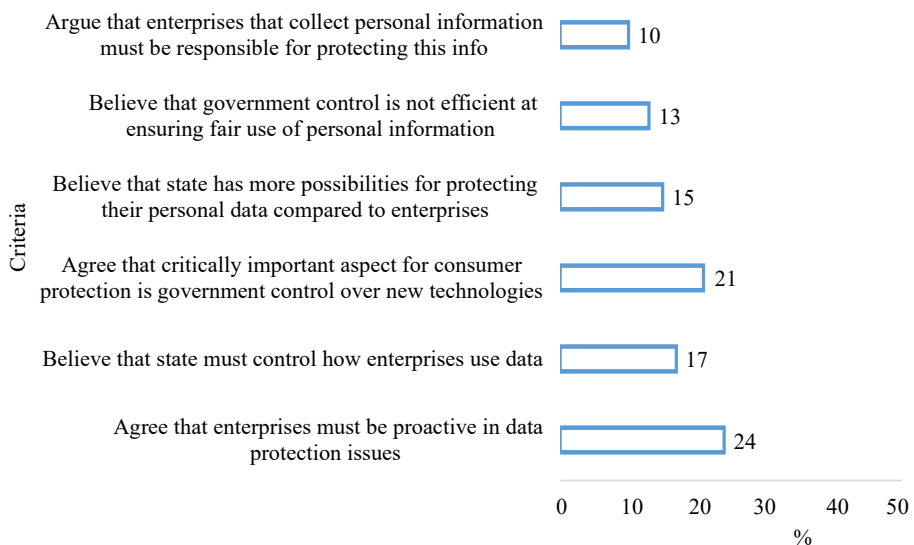 Criteria
Argue that enterprises that collect personal information
must be responsible for protecting this info
10
Believe that government control is not efficient at
ensuring fair use of personal information
13
Believe that state has more possibilities for protecting
their personal data compared to enterprises
15
Agree that critically important aspect for consumer
protection is government control over new technologies
21
Believe that state must control how enterprises use data
17
Agree that enterprises must be proactive in data
protection issues
24
0 10 20 30 40 50
%